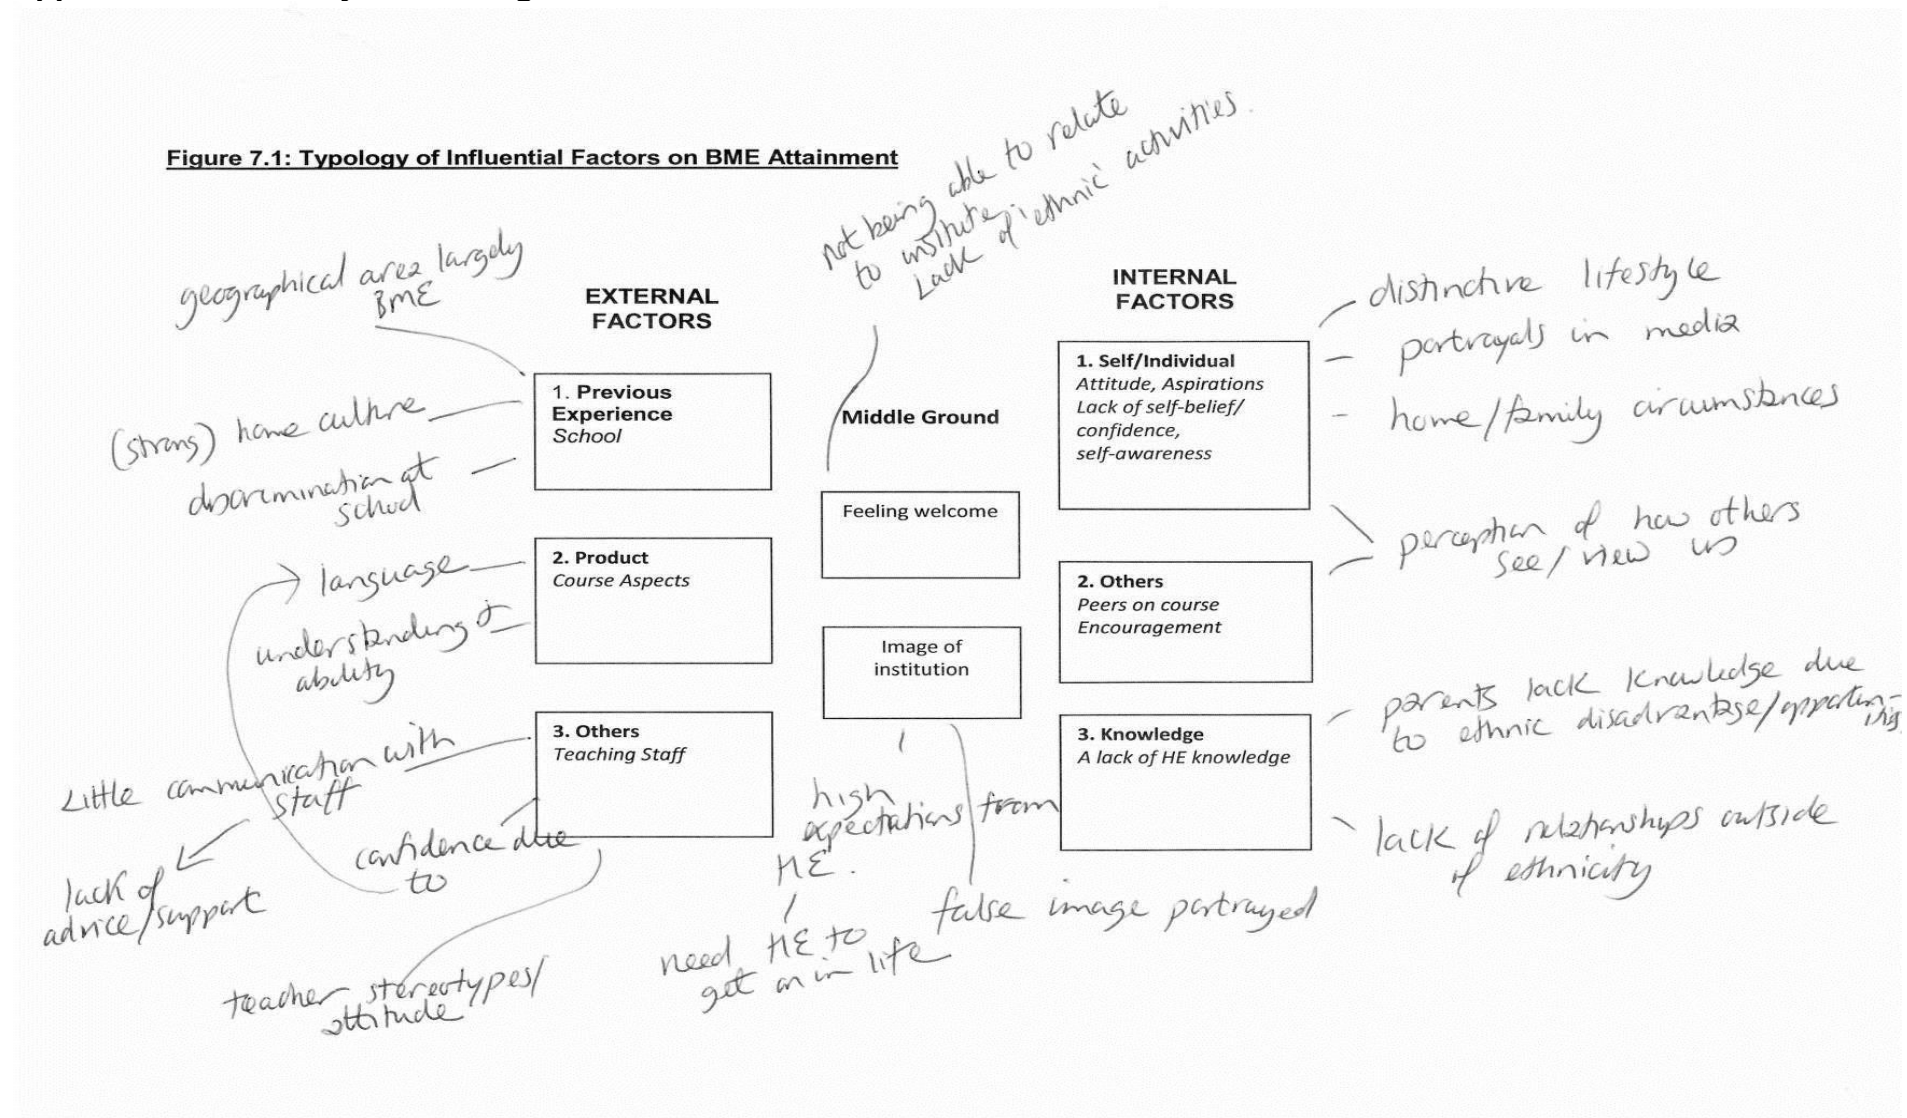 Figure 7.1: Typology of Influential Factors on BME Attainment
not being able to relate
to institute
Lack of 'ethnic' activities.
geographical area largely
BME
(strong) home culture
discrimination at
school
language
understanding of
ability
Little communication with
staff
lack of
advice/support
confidence due
to
teacher stereotypes/
attitude
EXTERNAL
FACTORS
1. Previous
Experience
School
2. Product
Course Aspects
3. Others
Teaching Staff
Middle Ground
Feeling welcome
Image of
institution
high
expectations from
HE.
need HE to
get on in life
false image portrayed
INTERNAL
FACTORS
1. Self/Individual
Attitude, Aspirations
Lack of self-belief/
confidence,
self-awareness
2. Others
Peers on course
Encouragement
3. Knowledge
A lack of HE knowledge
distinctive lifestyle
portrayals in media
home/family circumstances
perception of how others
see/view us
parents lack knowledge due
to ethnic disadvantage/opportun-
lack of relationships outside
of ethnicity